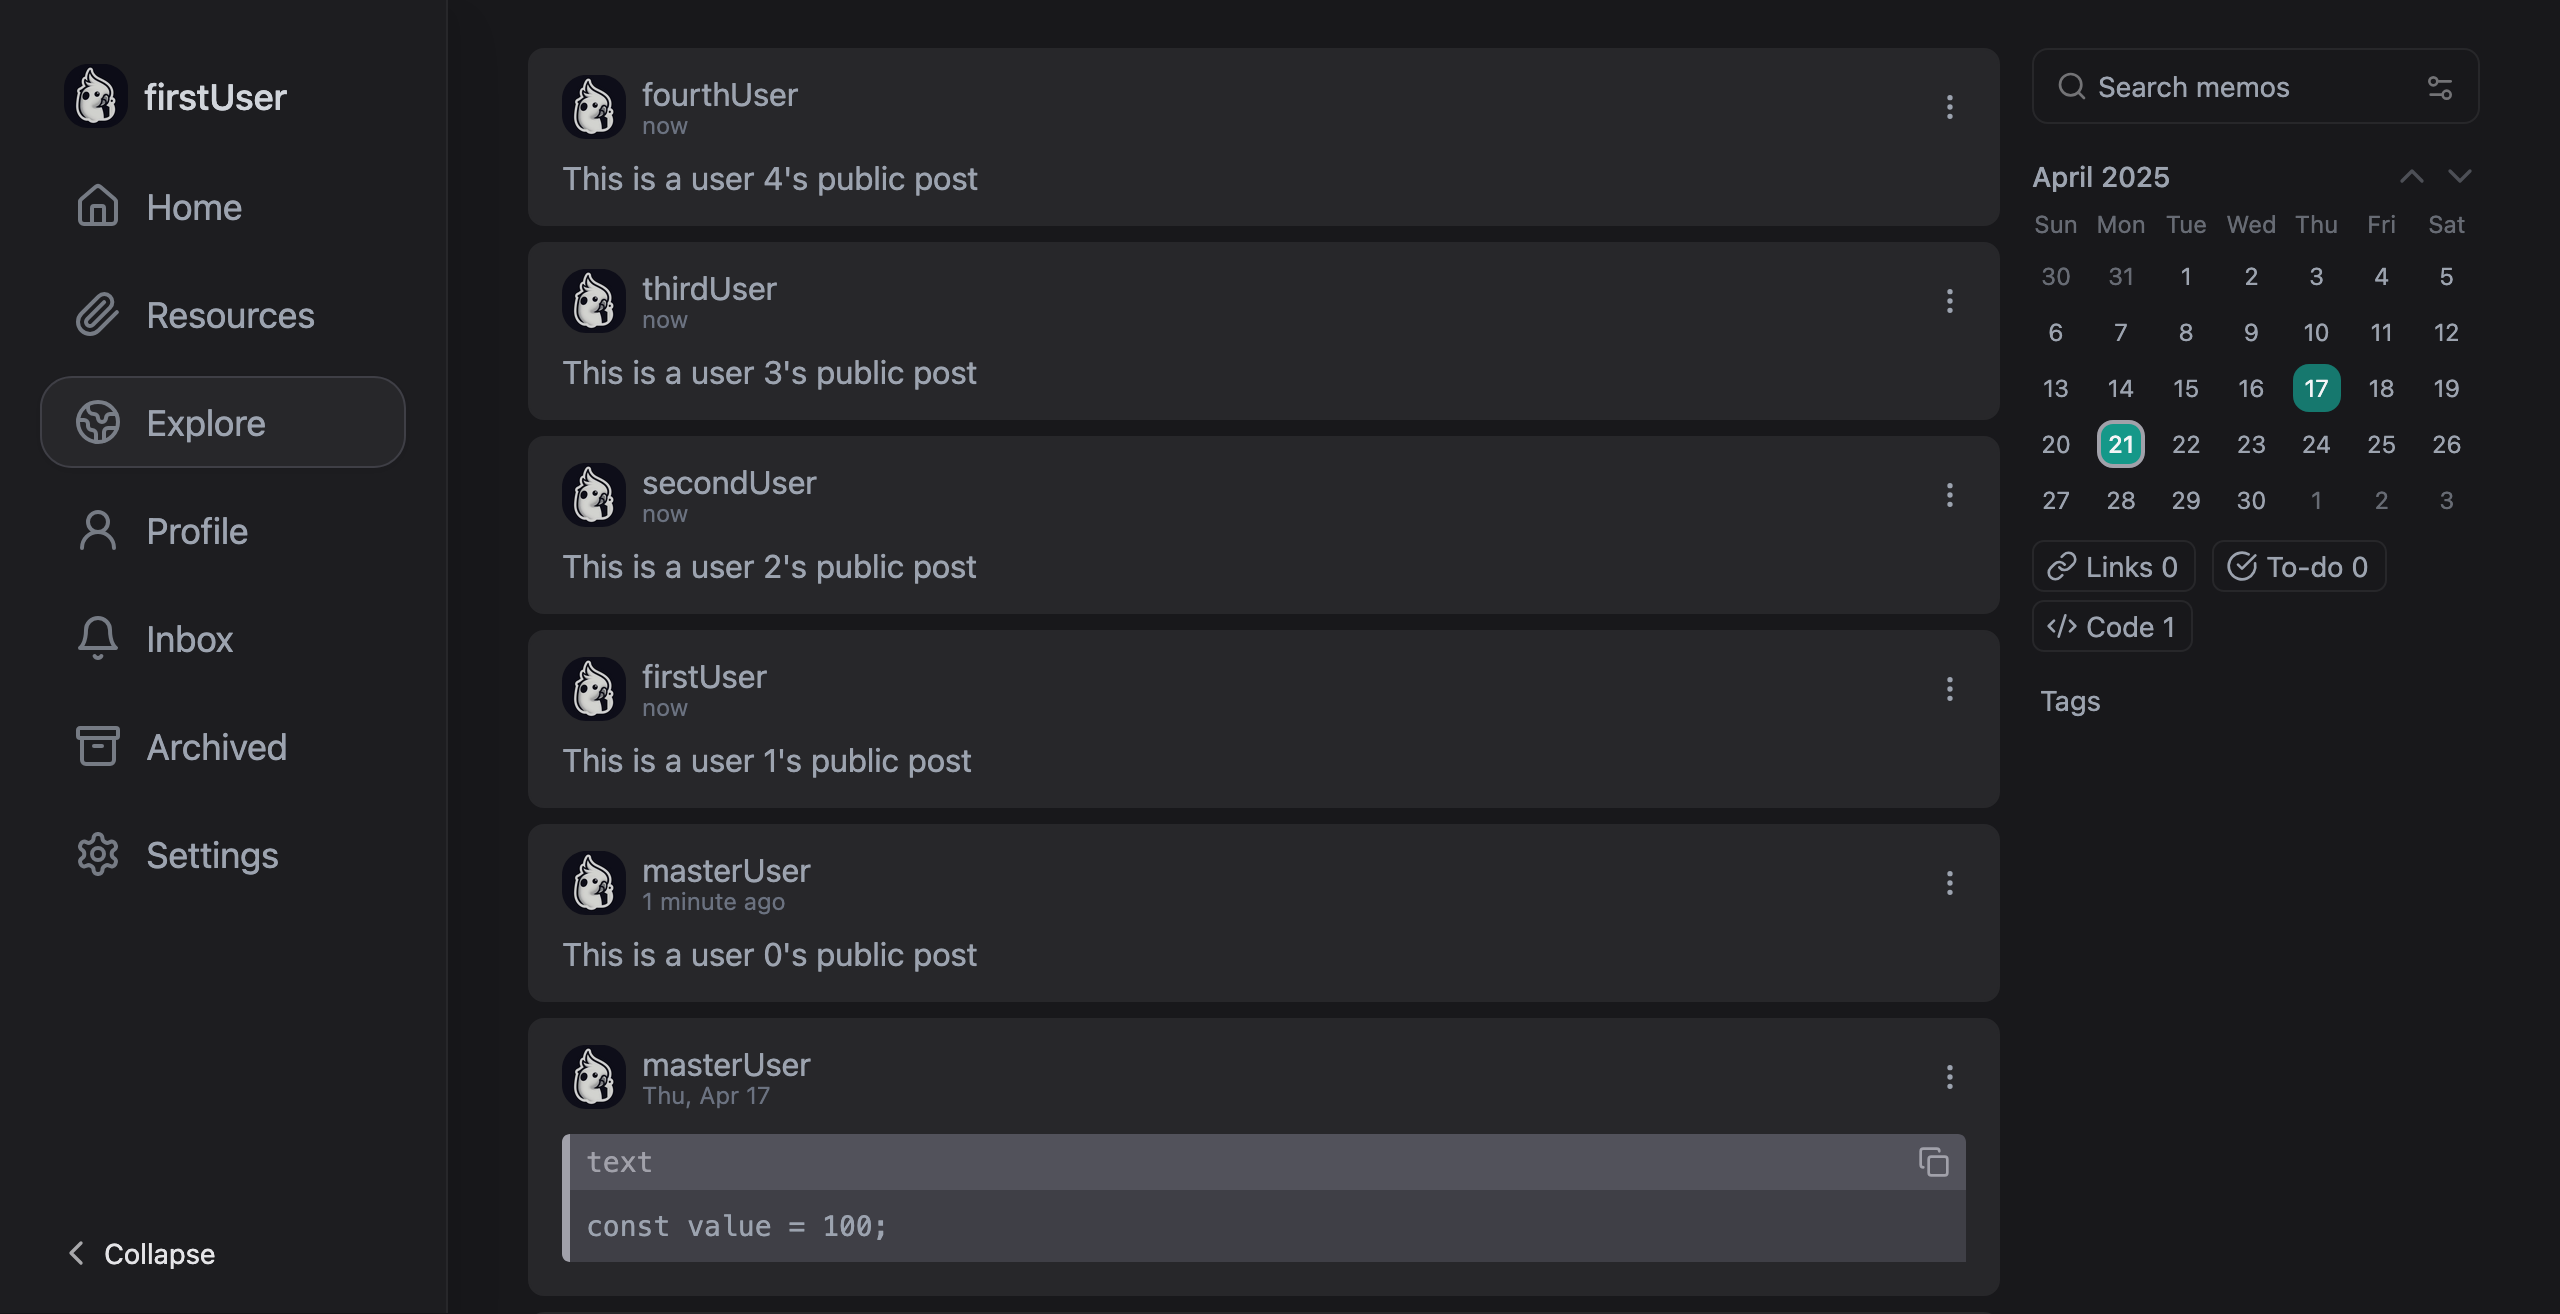 firstUser
Home
Resources
Explore
Profile
Inbox
Archived
Settings
Collapse
fourthUser
now
This is a user 4's public post
thirdUser
now
This is a user 3's public post
secondUser
now
This is a user 2's public post
firstUser
now
This is a user 1's public post
masterUser
1 minute ago
This is a user 0's public post
masterUser
Thu, Apr 17
text
const value = 100;
Search memos
April 2025
Sun Mon Tue Wed Thu Fri Sat
30 31 1 2 3 4 5
6 7 8 9 10 11 12
13 14 15 16 17 18 19
20 21 22 23 24 25 26
27 28 29 30 1 2 3
Links 0 To-do 0
Code 1
Tags